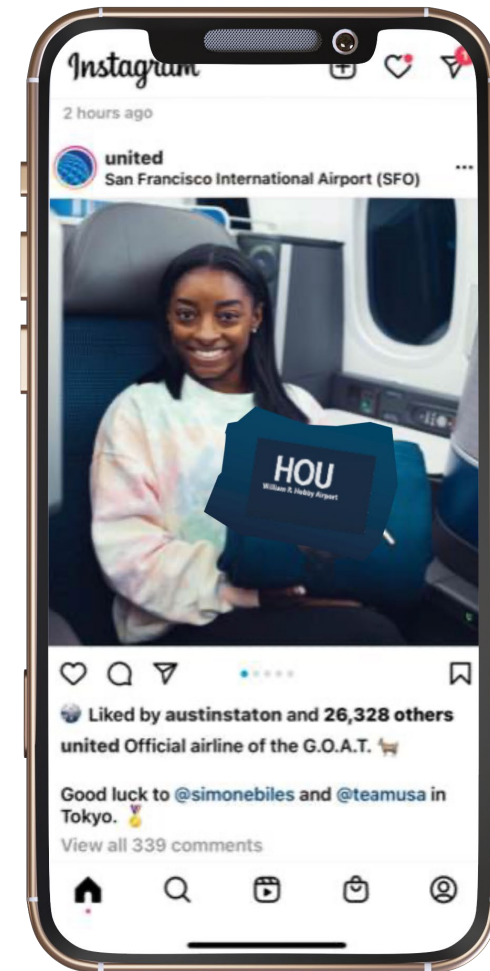 Instagram
2 hours ago
united
San Francisco International Airport (SFO)
HOU
William P. Hobby Airport
Liked by austinstaton and 26,328 others
united Official airline of the G.O.A.T. 🐐
Good luck to @simonebiles and @teamusa in
Tokyo. 🏅
View all 339 comments